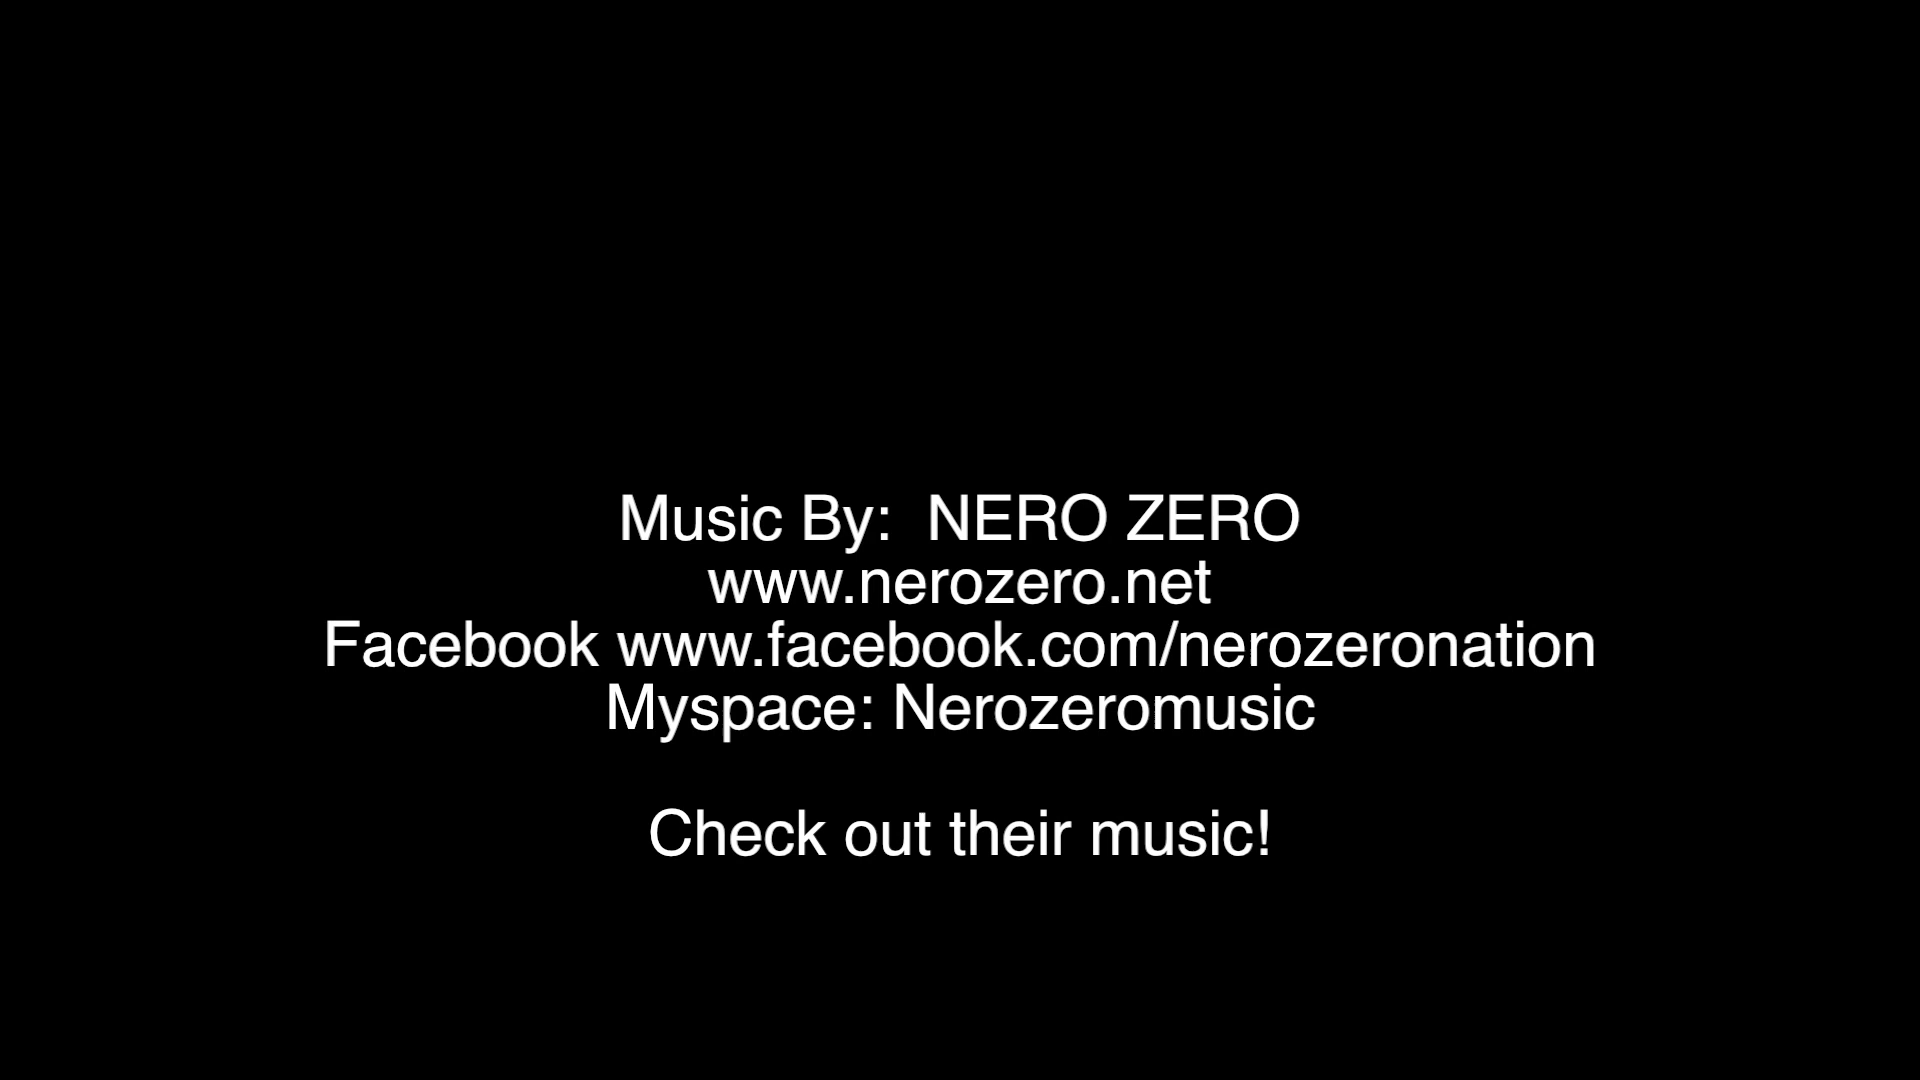 Music By:  NERO ZERO
www.nerozero.net
Facebook www.facebook.com/nerozeronation
Myspace: Nerozeromusic
Check out their music!